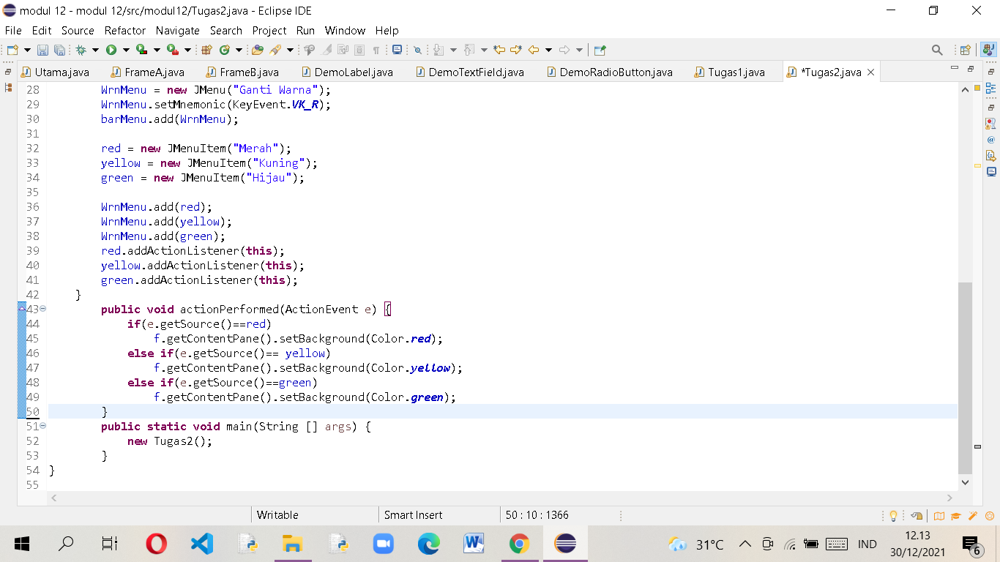 modul 12 - modul 12/src/modul12/Tugas2.java - Eclipse IDE
File Edit Source Refactor Navigate Search Project Run Window Help
Utama.java FrameA.java FrameB.java DemoLabel.java DemoTextField.java DemoRadioButton.java Tugas1.java *Tugas2.java
28 WrnMenu = new JMenu("Ganti Warna");
29 WrnMenu.setMnemonic(KeyEvent.VK_R);
30 barMenu.add(WrnMenu);
31
32 red = new JMenuItem("Merah");
33 yellow = new JMenuItem("Kuning");
34 green = new JMenuItem("Hijau");
35
36 WrnMenu.add(red);
37 WrnMenu.add(yellow);
38 WrnMenu.add(green);
39 red.addActionListener(this);
40 yellow.addActionListener(this);
41 green.addActionListener(this);
42 }
43 public void actionPerformed(ActionEvent e) {
44 if(e.getSource()==red)
45 f.getContentPane().setBackground(Color.red);
46 else if(e.getSource()== yellow)
47 f.getContentPane().setBackground(Color.yellow);
48 else if(e.getSource()==green)
49 f.getContentPane().setBackground(Color.green);
50 }
51 public static void main(String [] args) {
52 new Tugas2();
53 }
54 }
55
Writable Smart Insert 50 : 10 : 1366
31°C IND 12.13
30/12/2021 6